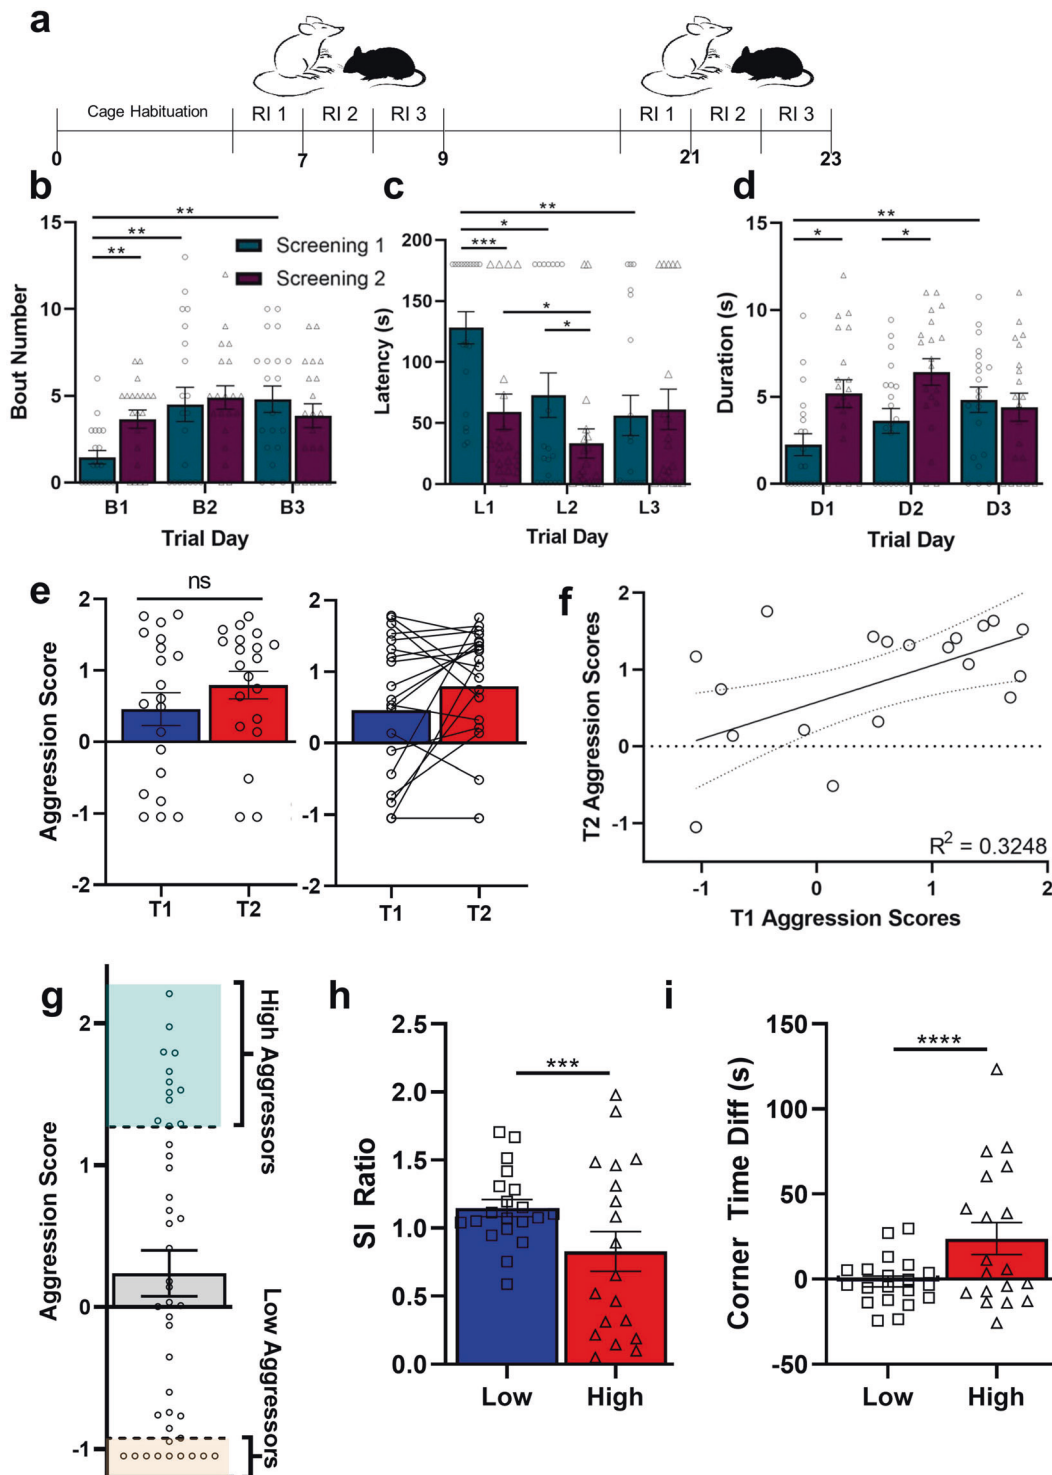 a
Cage Habituation RI 1 RI 2 RI 3 RI 1 RI 2 RI 3
0 7 9 21 23
b
**
**
**
Screening 1
Screening 2
15
10
5
0
Bout Number
B1 B2 B3
Trial Day
c
**
*
***
*
*
200
150
100
50
0
Latency (s)
L1 L2 L3
Trial Day
d
**
* *
15
10
5
0
Duration (s)
D1 D2 D3
Trial Day
e
ns
2
1
0
-1
-2
Aggression Score
T1 T2
2
1
0
-1
-2
T1 T2
f
2
1
0
-1
T2 Aggression Scores
R² = 0.3248
-1 0 1 2
T1 Aggression Scores
g
2
1
0
-1
Aggression Score
High Aggressors
Low Aggressors
h
***
2.5
2.0
1.5
1.0
0.5
0.0
SI Ratio
Low High
i
****
150
100
50
0
-50
Corner Time Diff (s)
Low High